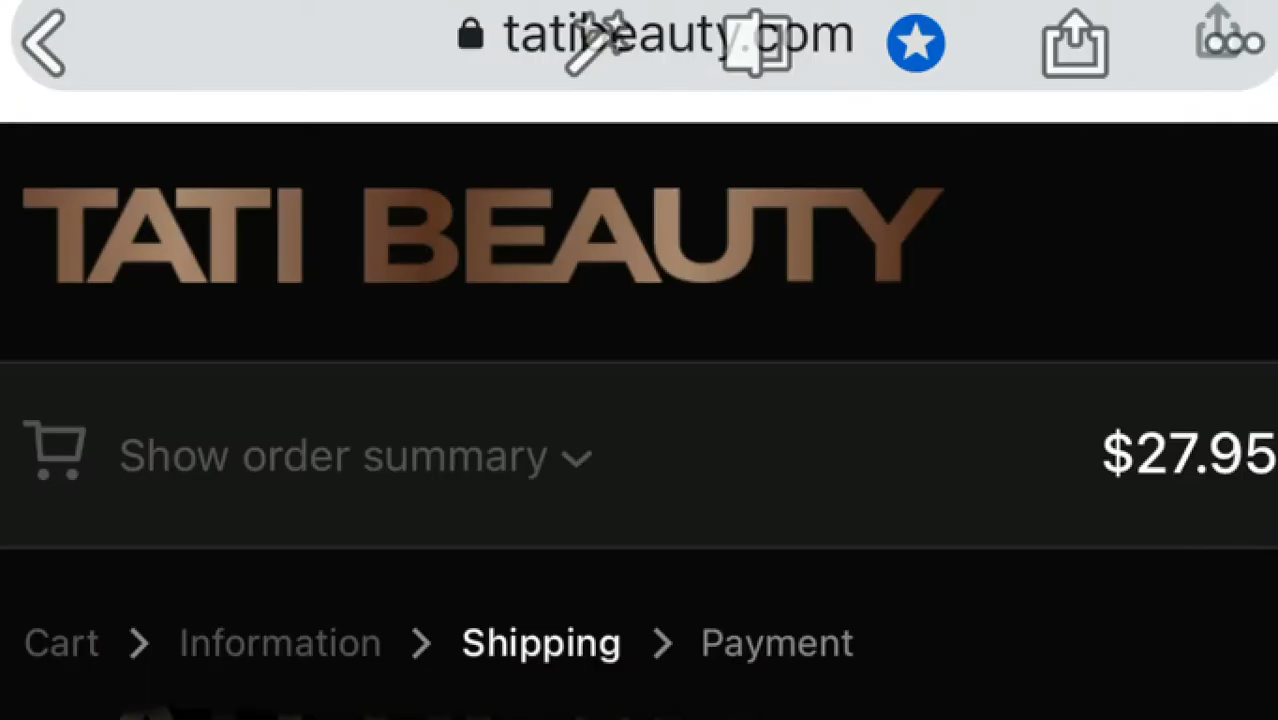 tatibeauty.com
TATI BEAUTY
Show order summary
$27.95
Cart > Information > Shipping > Payment